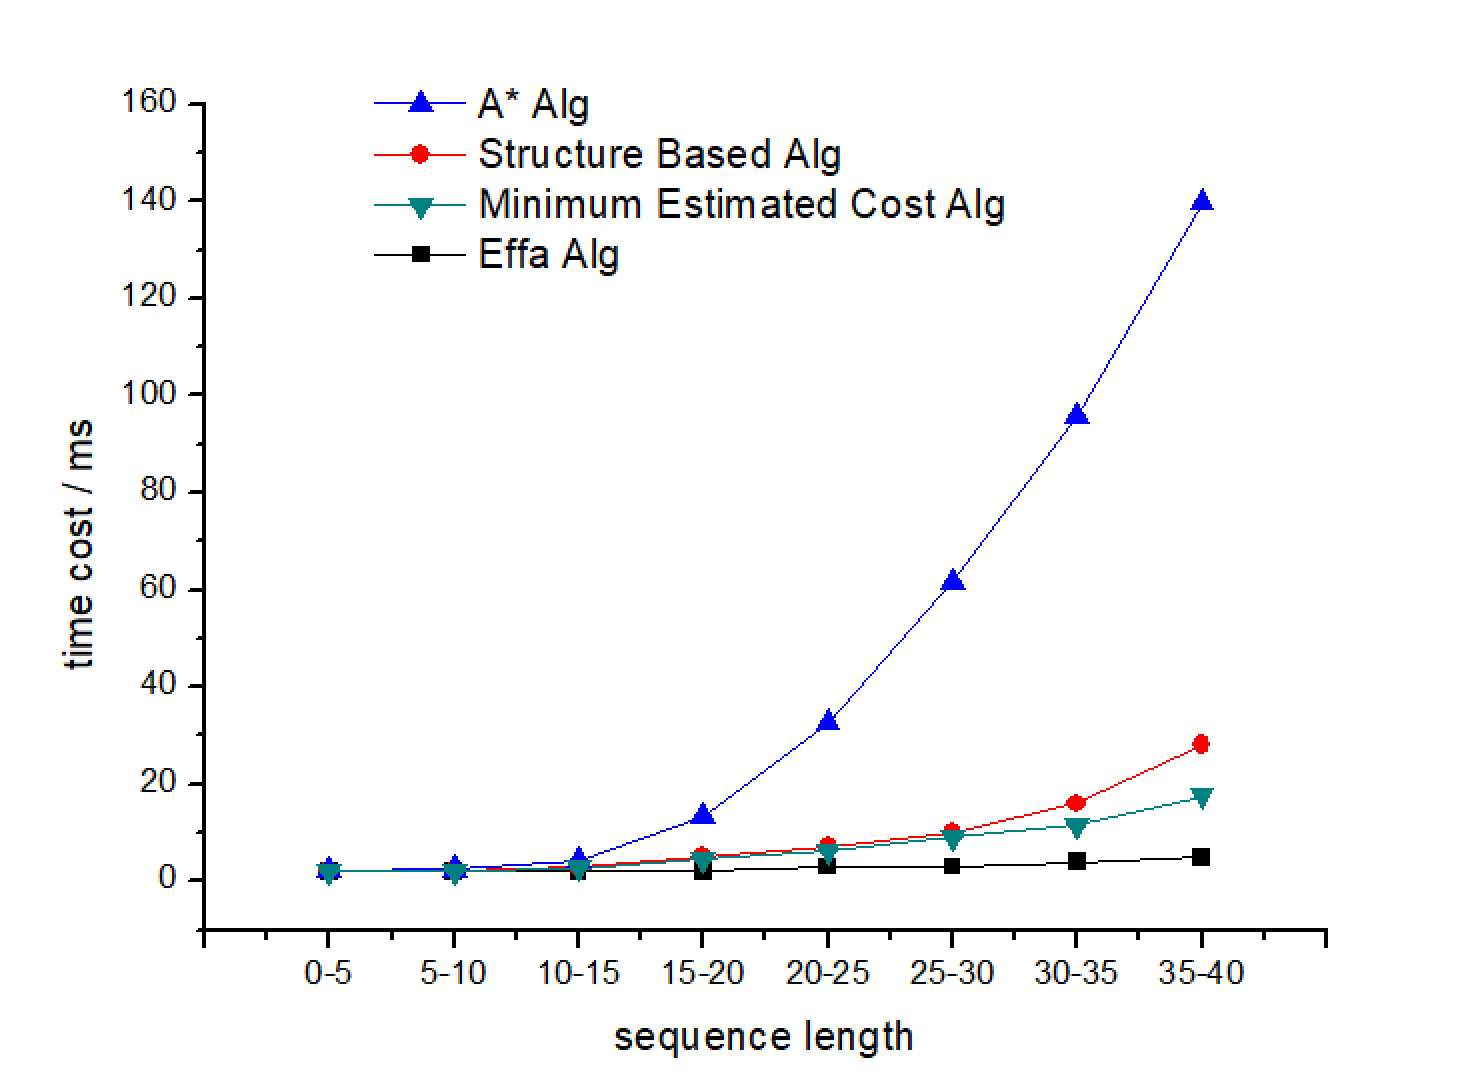 160
140
120
100
80
60
40
20
0
time cost / ms
A* Alg
Structure Based Alg
Minimum Estimated Cost Alg
Effa Alg
0-5 5-10 10-15 15-20 20-25 25-30 30-35 35-40
sequence length